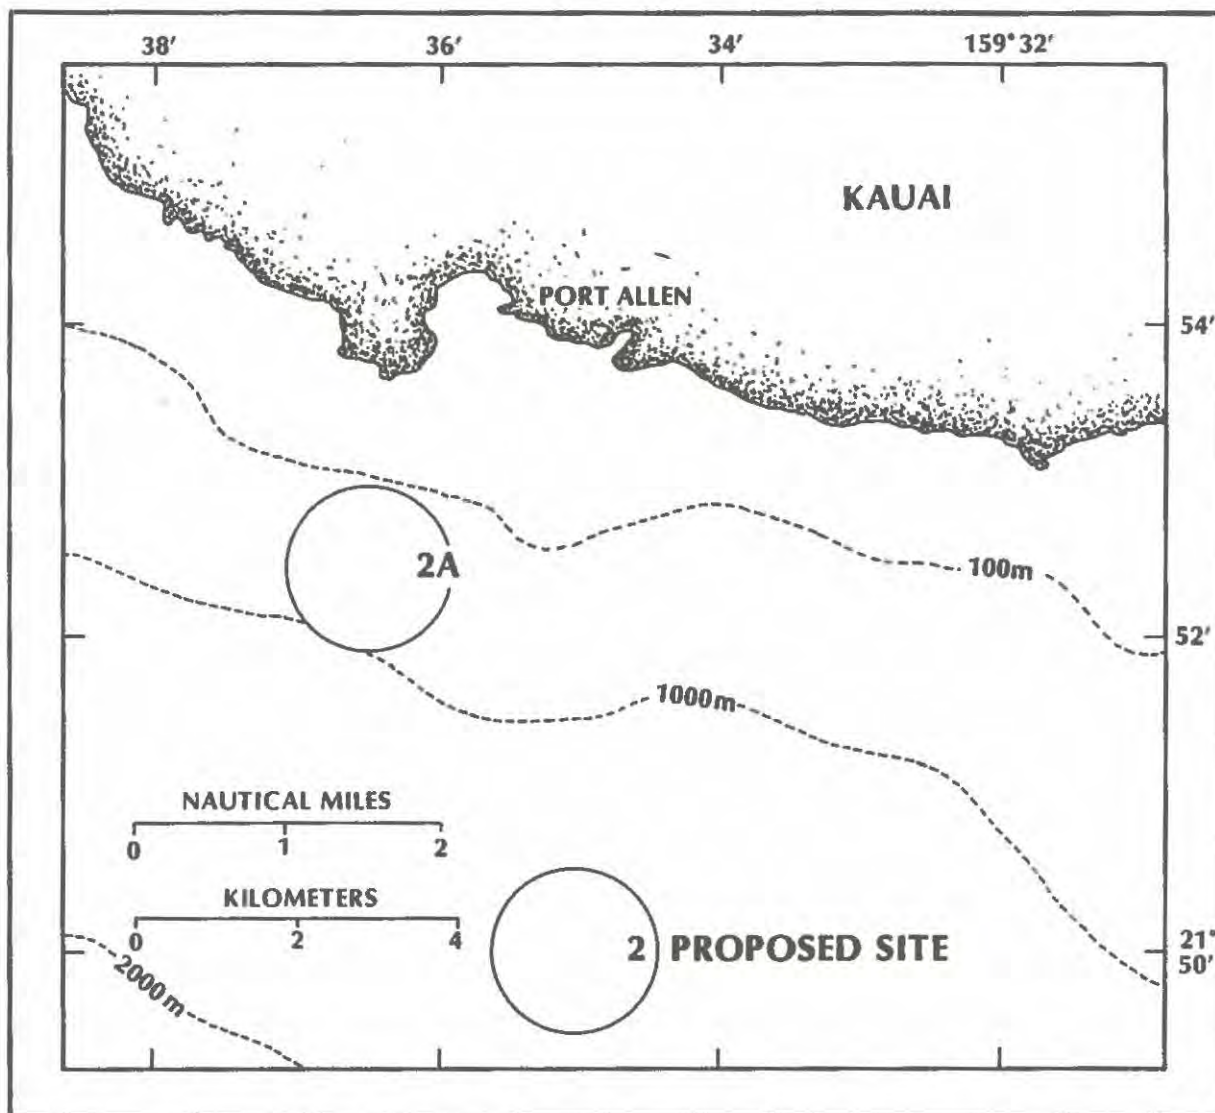 38′ 36′ 34′ 159° 32′
KAUAI
PORT ALLEN
54′
2A
100m
52′
1000m
NAUTICAL MILES
0 1 2
KILOMETERS
0 2 4
2 PROPOSED SITE
21°
50′
2000m